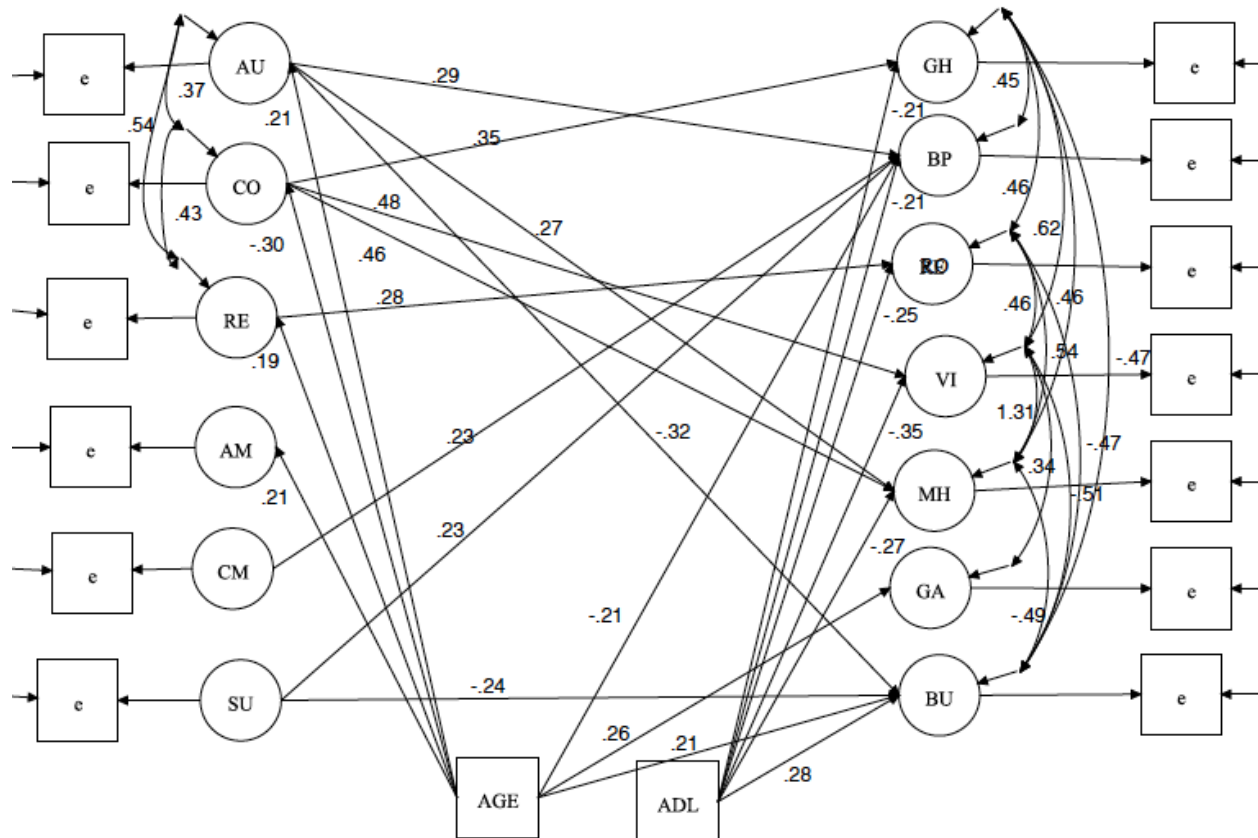 e AU GH e
.37 .29 .45
.54 .21 -.21
e CO .35 BP e
.48 .46
.43 -.21
-.30 .46 .27 .62
e RE .28 e
.46 .46
-.25
.19 .54 -.47
VI e
1.31
e AM .23 -.32 -.35 -.47
.21 .34
MH -.51 e
.23
-.27
e CM GA e
-.21 -.49
e SU -.24 BU e
.26 .21
.28
AGE ADL